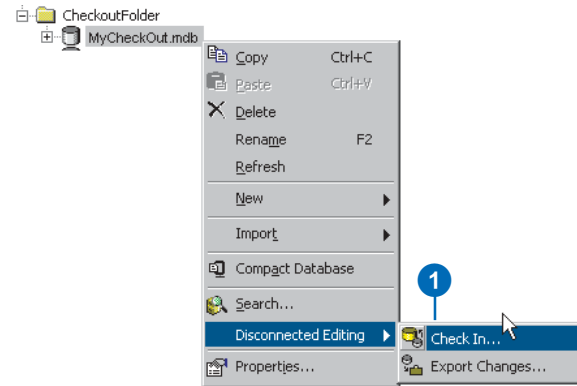 CheckoutFolder
MyCheckOut.mdb
Copy Ctrl+C
Paste Ctrl+V
Delete
Rename F2
Refresh
New
Import
Compact Database
1
Search...
Disconnected Editing
Check In...
Properties...
Export Changes...